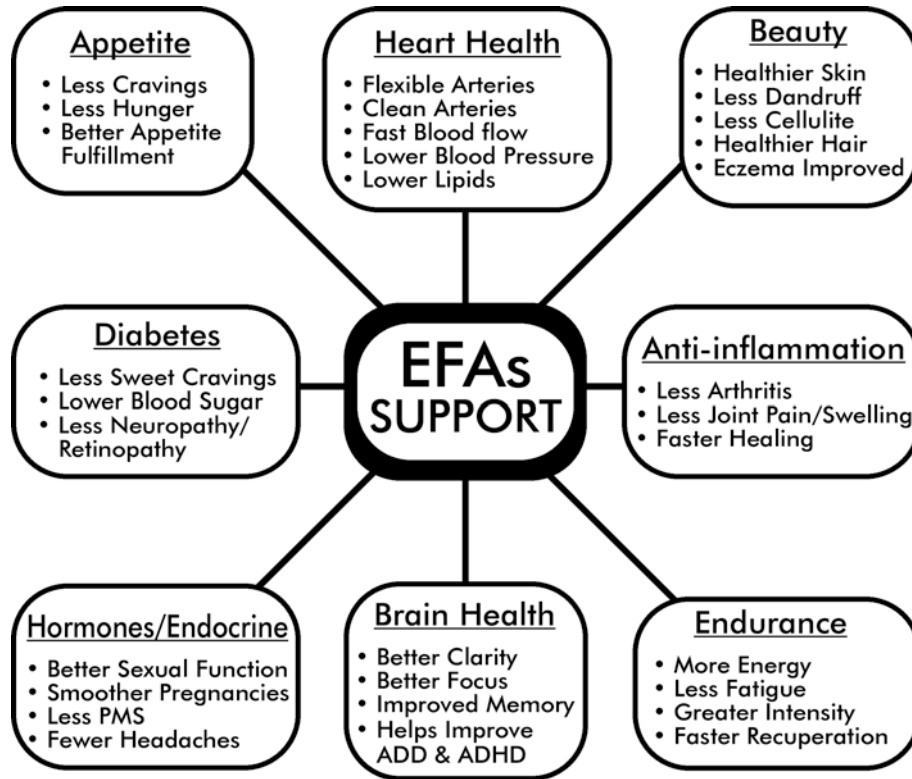 Appetite
• Less Cravings
• Less Hunger
• Better Appetite
Fulfillment
Heart Health
• Flexible Arteries
• Clean Arteries
• Fast Blood flow
• Lower Blood Pressure
• Lower Lipids
Beauty
• Healthier Skin
• Less Dandruff
• Less Cellulite
• Healthier Hair
• Eczema Improved
Diabetes
• Less Sweet Cravings
• Lower Blood Sugar
• Less Neuropathy/
Retinopathy
EFAs
SUPPORT
Anti-inflammation
• Less Arthritis
• Less Joint Pain/Swelling
• Faster Healing
Hormones/Endocrine
• Better Sexual Function
• Smoother Pregnancies
• Less PMS
• Fewer Headaches
Brain Health
• Better Clarity
• Better Focus
• Improved Memory
• Helps Improve
ADD & ADHD
Endurance
• More Energy
• Less Fatigue
• Greater Intensity
• Faster Recuperation